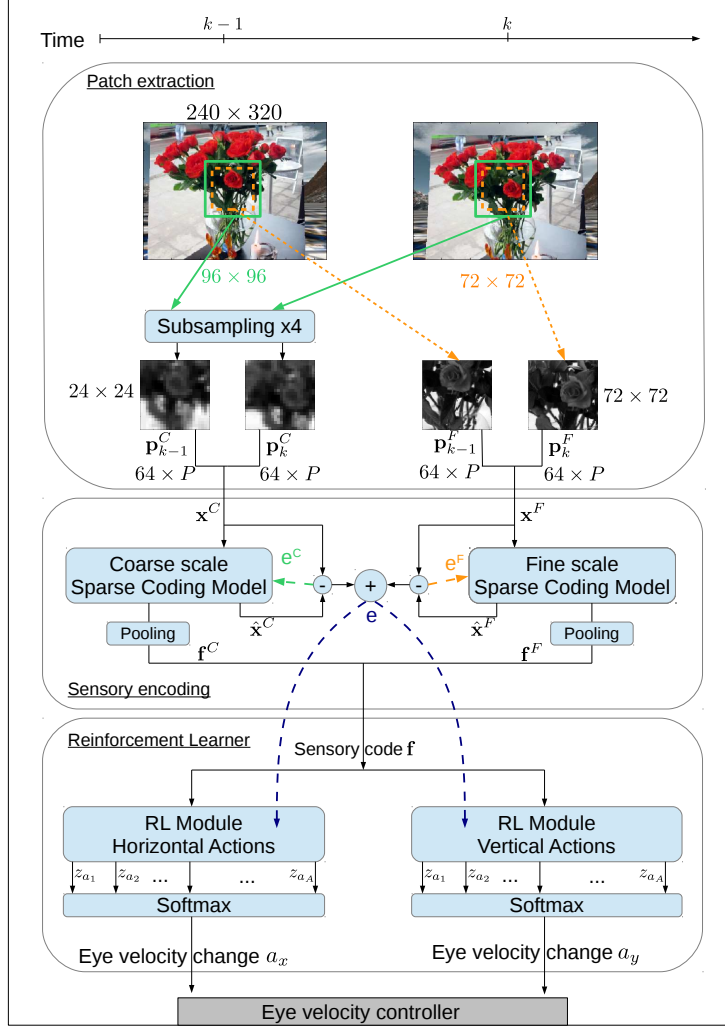 k − 1
k
Time
Patch extraction
240 × 320
96 × 96
72 × 72
Subsampling x4
24 × 24
72 × 72
p^C_{k−1}
p^C_k
p^F_{k−1}
p^F_k
64 × P
64 × P
64 × P
64 × P
x^C
x^F
Coarse scale
Sparse Coding Model
e^C
-
+
-
e^F
Fine scale
Sparse Coding Model
x̂^C
e
x̂^F
Pooling
Pooling
f^C
f^F
Sensory encoding
Reinforcement Learner
Sensory code f
RL Module
Horizontal Actions
RL Module
Vertical Actions
z_{a_1} z_{a_2} ... ... z_{a_A}
z_{a_1} z_{a_2} ... ... z_{a_A}
Softmax
Softmax
Eye velocity change a_x
Eye velocity change a_y
Eye velocity controller